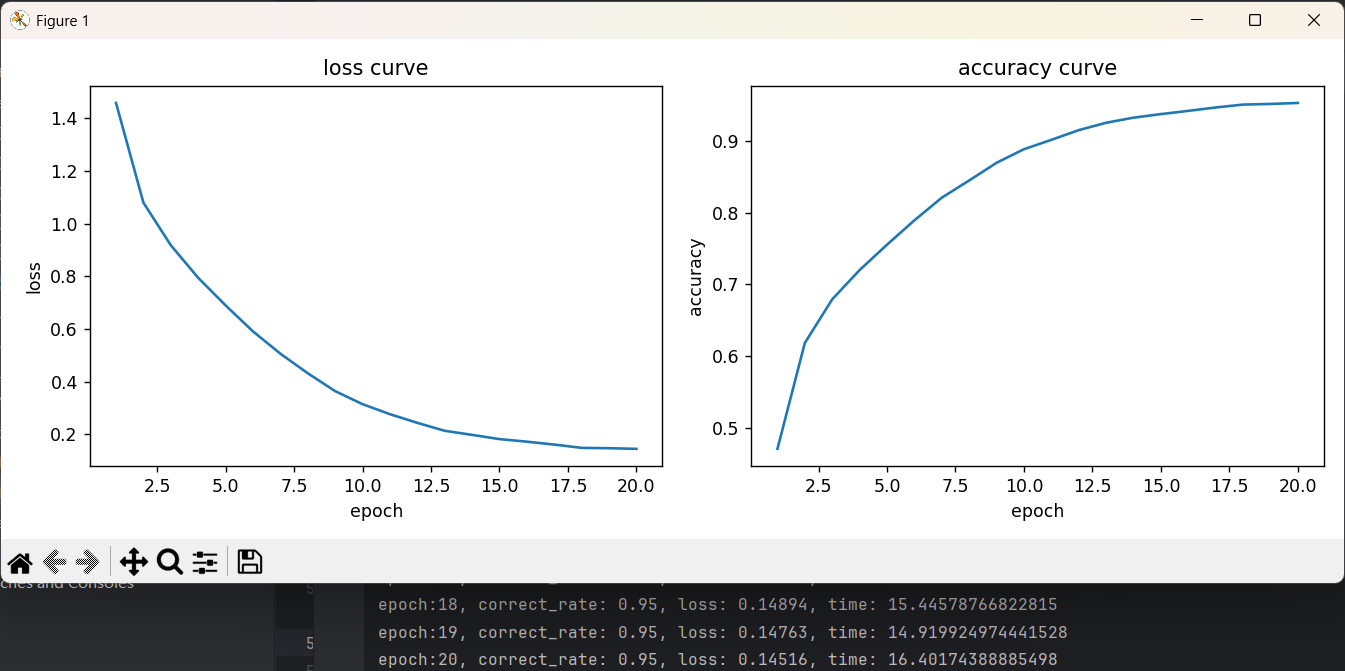 Figure 1
loss curve
1.4
1.2
1.0
0.8
0.6
0.4
0.2
loss
2.5 5.0 7.5 10.0 12.5 15.0 17.5 20.0
epoch
accuracy curve
0.9
0.8
0.7
0.6
0.5
accuracy
2.5 5.0 7.5 10.0 12.5 15.0 17.5 20.0
epoch
and Consoles
epoch:18, correct_rate: 0.95, loss: 0.14894, time: 15.44578766822815
5
epoch:19, correct_rate: 0.95, loss: 0.14763, time: 14.919924974441528
epoch:20, correct_rate: 0.95, loss: 0.14516, time: 16.40174388885498